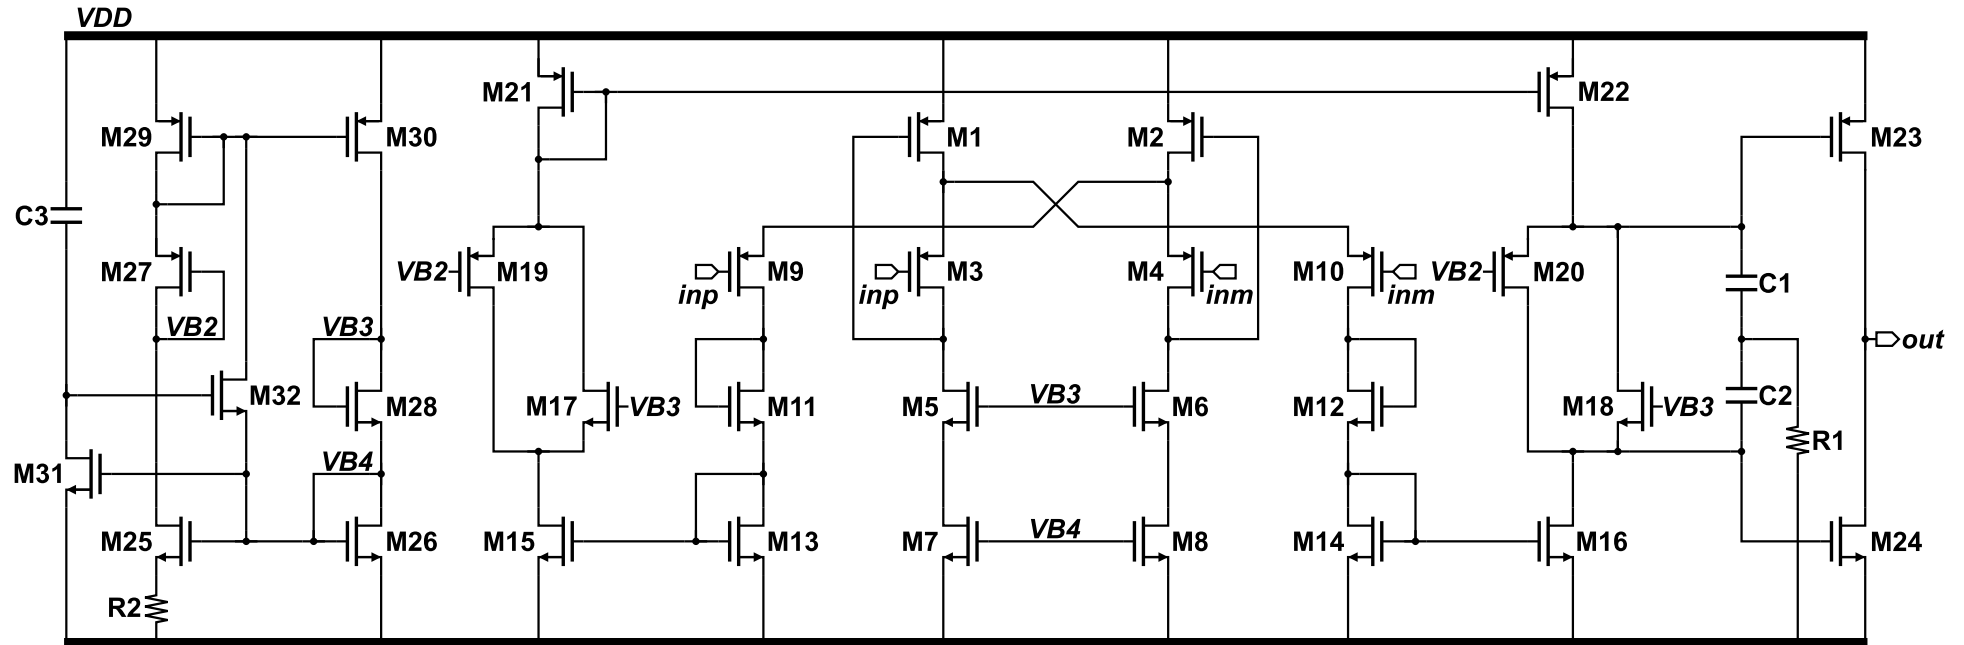 VDD
M21 M22
M29 M30 M1 M2 M23
C3
M27 VB2 M19 inp M9 inp M3 M4 inm M10 inm VB2 M20 C1
VB2 VB3 out
M32 M28 M17 VB3 M11 M5 VB3 M6 M12 M18 VB3 C2
R1
M31 VB4
M25 M26 M15 M13 M7 VB4 M8 M14 M16 M24
R2